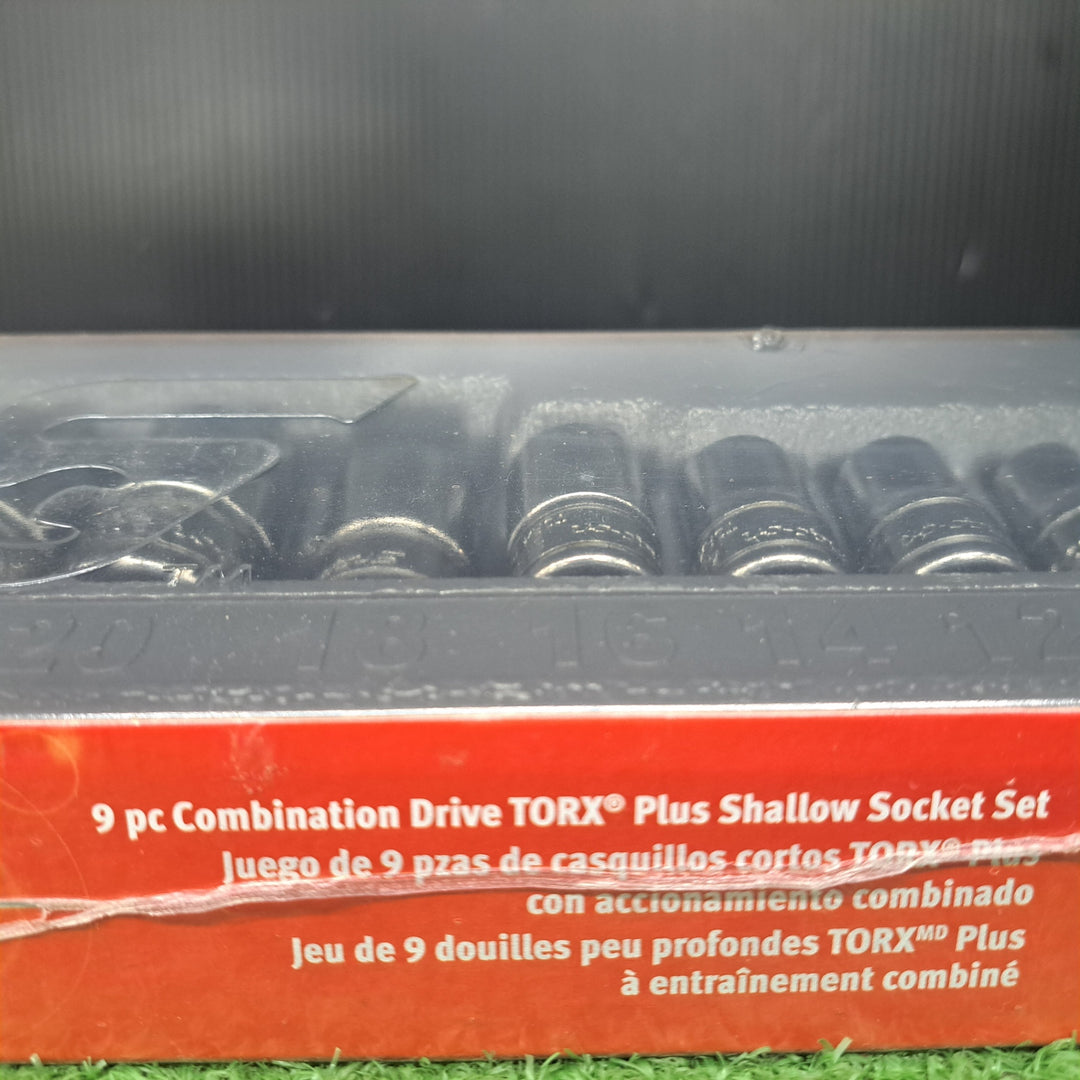 20 18 16 14 12
9 pc Combination Drive TORX® Plus Shallow Socket Set
Juego de 9 pzas de casquillos cortos TORX® Plus
con accionamiento combinado
Jeu de 9 douilles peu profondes TORXMD Plus
à entraînement combiné